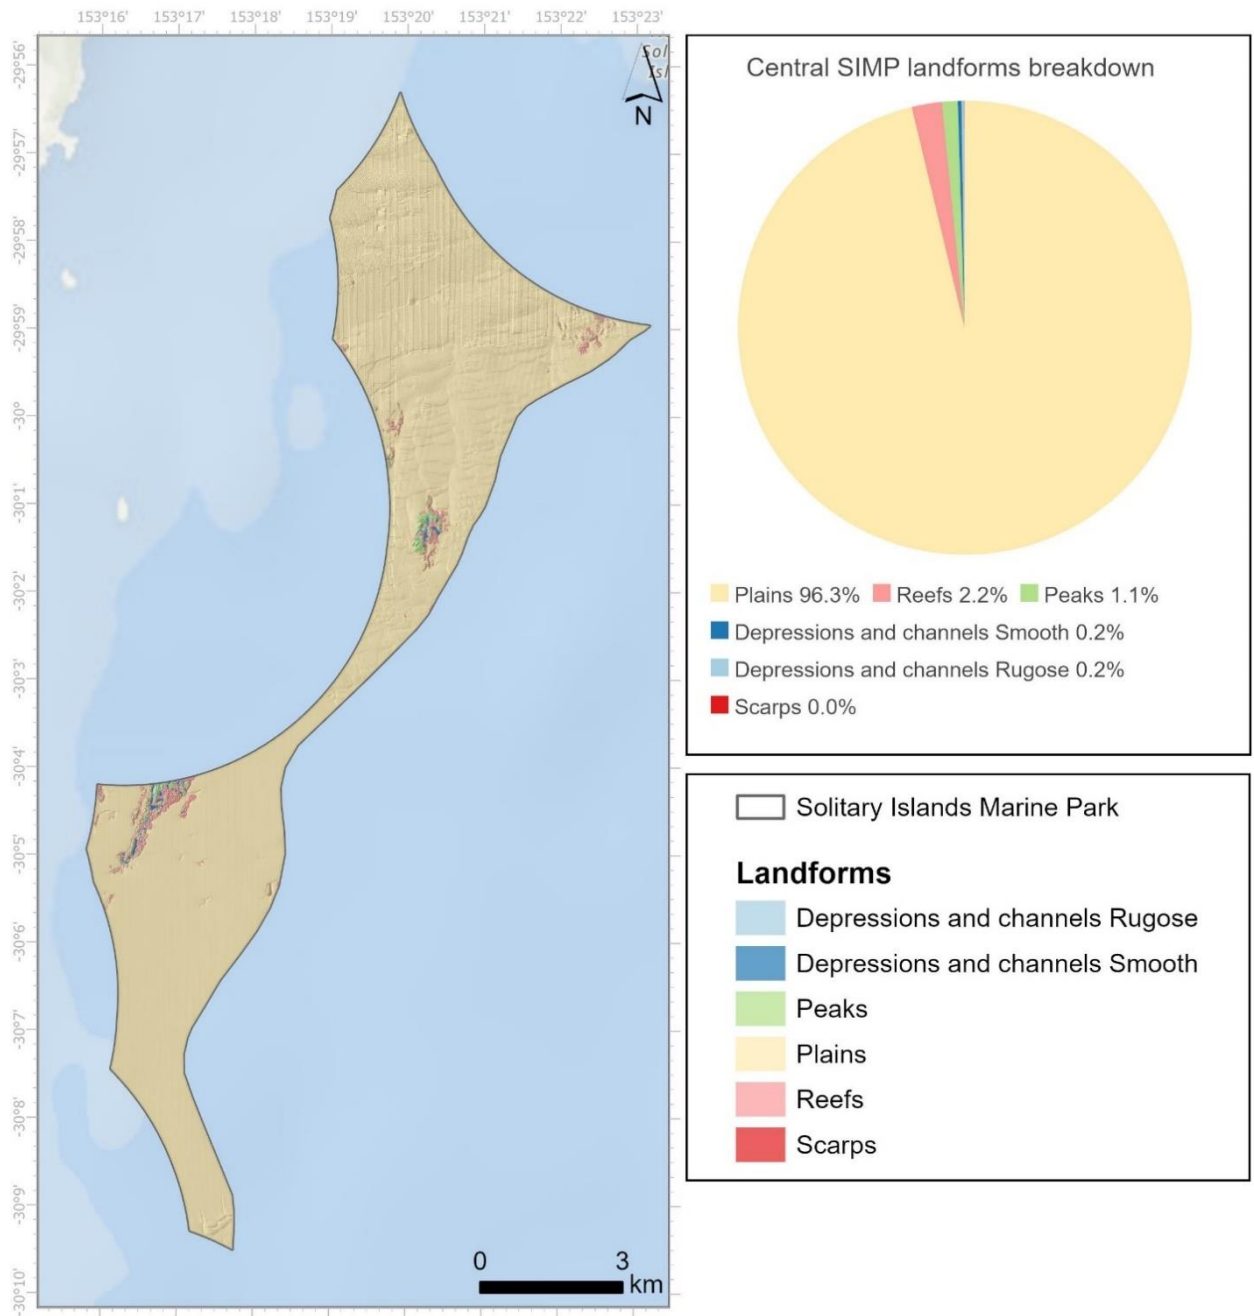 153°16' 153°17' 153°18' 153°19' 153°20' 153°21' 153°22' 153°23'
-29°56'
-29°57'
-29°58'
-29°59'
-30°
-30°1'
-30°2'
-30°3'
-30°4'
-30°5'
-30°6'
-30°7'
-30°8'
-30°9'
-30°10'
Sol
Isl
N
0 3
km
Central SIMP landforms breakdown
Plains 96.3% Reefs 2.2% Peaks 1.1%
Depressions and channels Smooth 0.2%
Depressions and channels Rugose 0.2%
Scarps 0.0%
Solitary Islands Marine Park
Landforms
Depressions and channels Rugose
Depressions and channels Smooth
Peaks
Plains
Reefs
Scarps